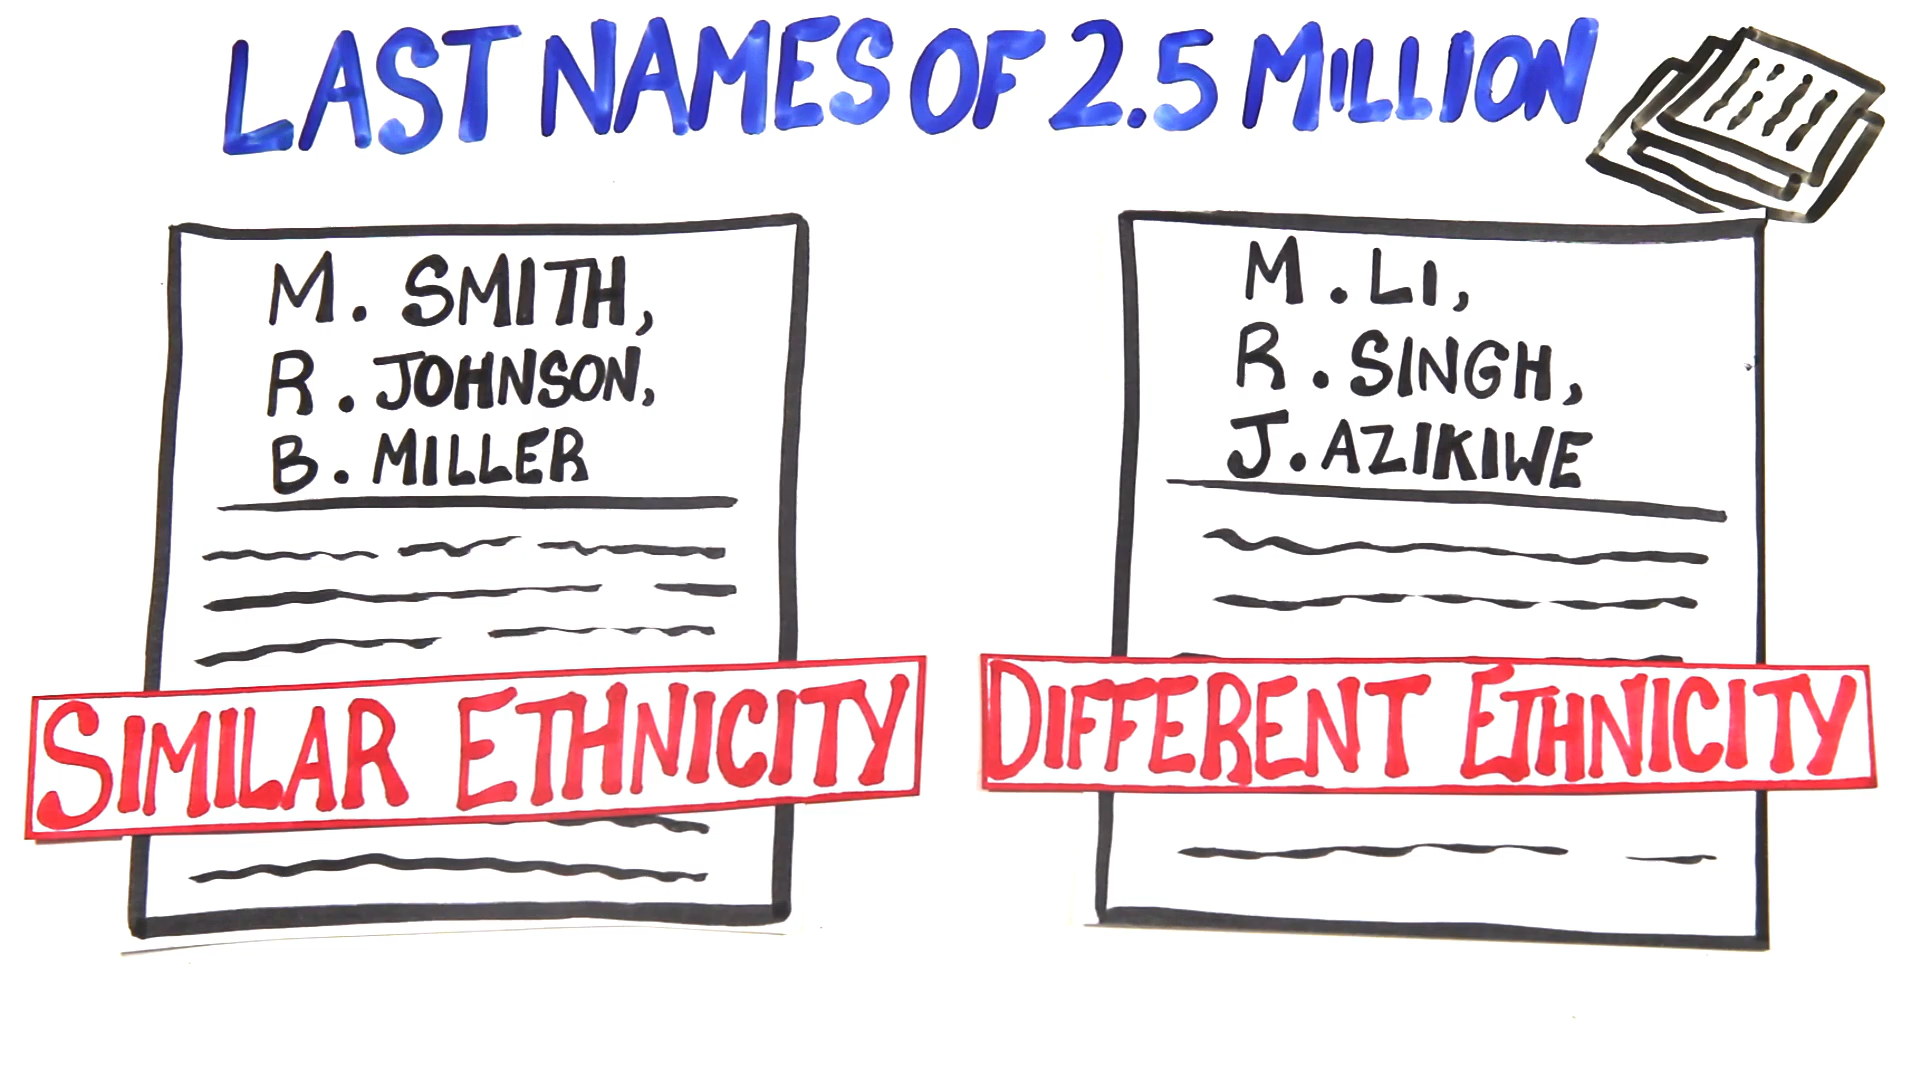 LAST NAMES OF 2.5 MILLION
M. SMITH,
R. JOHNSON,
B. MILLER
SIMILAR ETHNICITY
M. LI,
R. SINGH,
J. AZIKIWE
DIFFERENT ETHNICITY